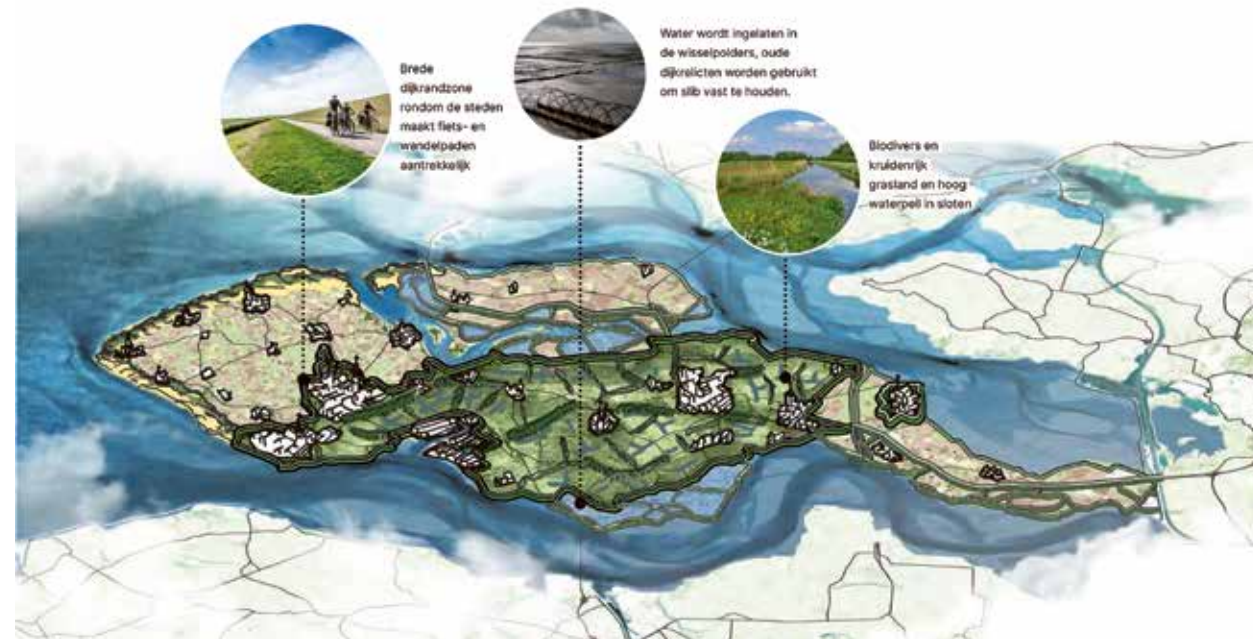 Brede
dijkrandzone
rondom de steden
maakt fiets- en
wandelpaden
aantrekkelijk
Water wordt ingelaten in
de wisselpolders, oude
dijkrelicten worden gebruikt
om slib vast te houden.
Biodivers en
kruidenrijk
grasland en hoog
waterpeil in sloten